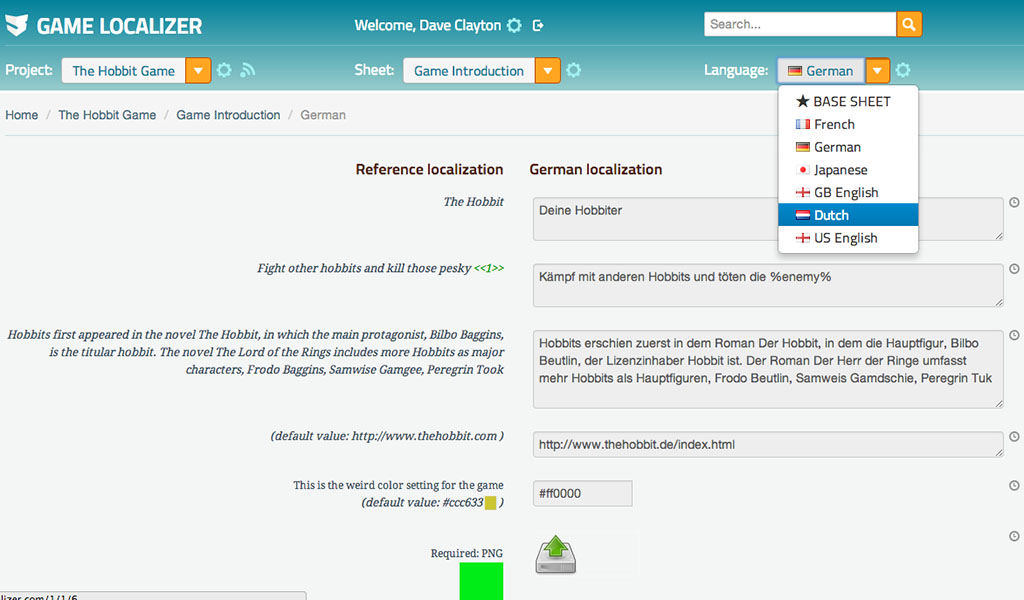 GAME LOCALIZER
Welcome, Dave Clayton
Search...
Project: The Hobbit Game
Sheet: Game Introduction
Language: German
BASE SHEET
French
German
Japanese
GB English
Dutch
US English
Home / The Hobbit Game / Game Introduction / German
Reference localization
German localization
The Hobbit
Deine Hobbiter
Fight other hobbits and kill those pesky <<1>>
Kämpf mit anderen Hobbits und töten die %enemy%
Hobbits first appeared in the novel The Hobbit, in which the main protagonist, Bilbo Baggins,
is the titular hobbit. The novel The Lord of the Rings includes more Hobbits as major
characters, Frodo Baggins, Samwise Gamgee, Peregrin Took
Hobbits erschien zuerst in dem Roman Der Hobbit, in dem die Hauptfigur, Bilbo
Beutlin, der Lizenzinhaber Hobbit ist. Der Roman Der Herr der Ringe umfasst
mehr Hobbits als Hauptfiguren, Frodo Beutlin, Samweis Gamdschie, Peregrin Tuk
(default value: http://www.thehobbit.com )
http://www.thehobbit.de/index.html
This is the weird color setting for the game
(default value: #ccc633 )
#ff0000
Required: PNG
lizer.com/1/1/6